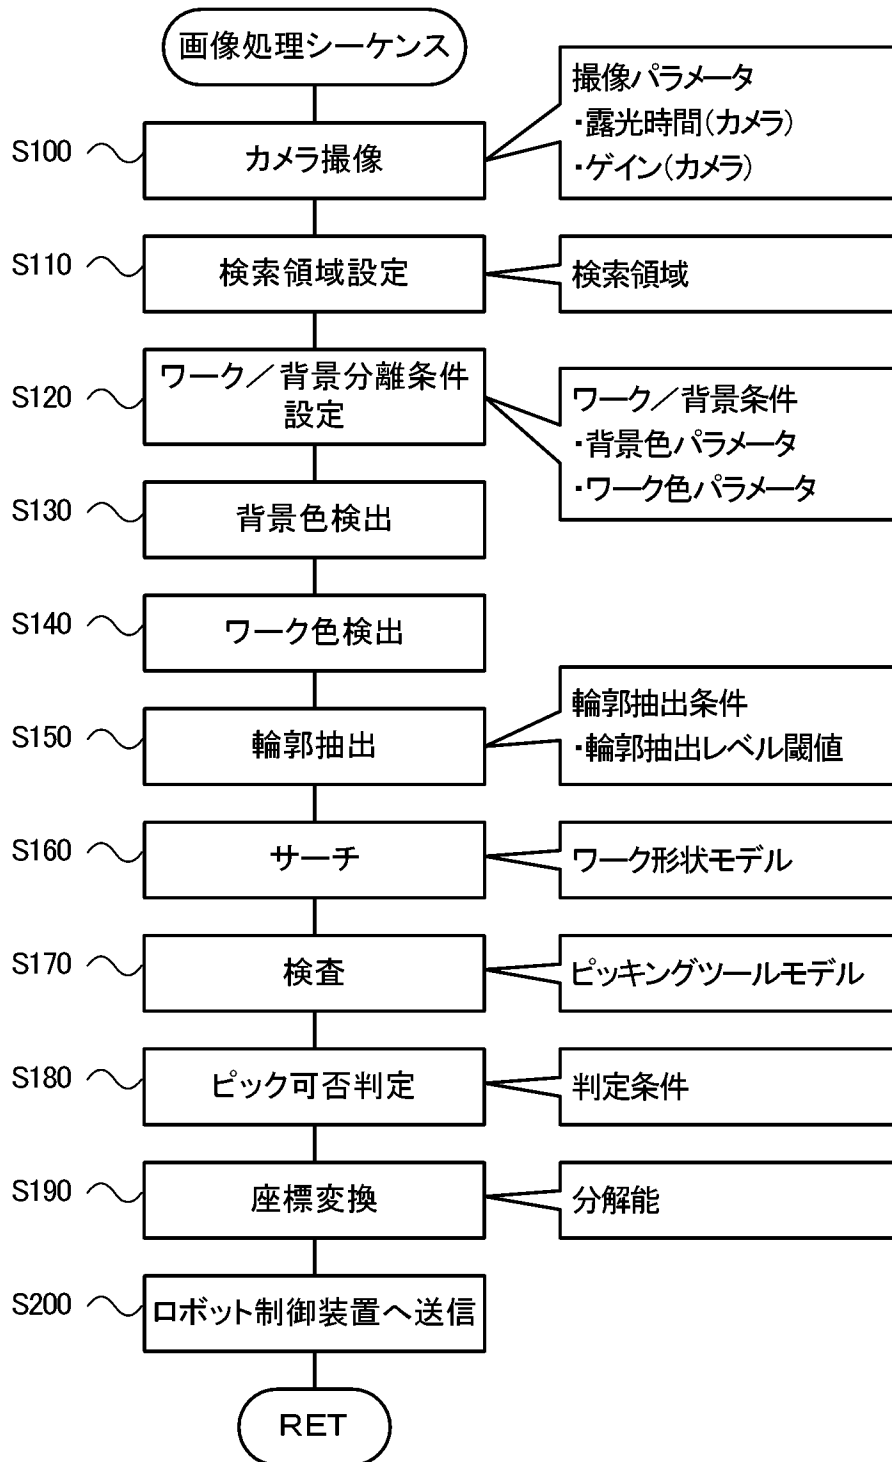 画像処理シーケンス
撮像パラメータ
・露光時間(カメラ)
・ゲイン(カメラ)
S100
カメラ撮像
S110
検索領域設定
検索領域
S120
ワーク／背景分離条件
設定
ワーク／背景条件
・背景色パラメータ
・ワーク色パラメータ
S130
背景色検出
S140
ワーク色検出
S150
輪郭抽出
輪郭抽出条件
・輪郭抽出レベル閾値
S160
サーチ
ワーク形状モデル
S170
検査
ピッキングツールモデル
S180
ピック可否判定
判定条件
S190
座標変換
分解能
S200
ロボット制御装置へ送信
RET